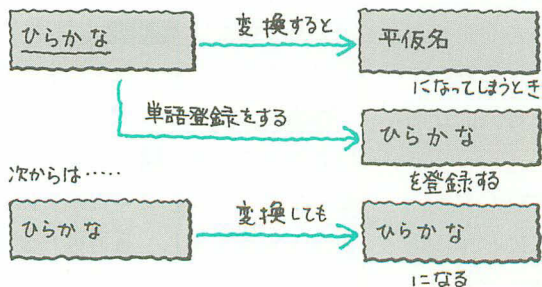 ひらかな
変換すると
平仮名
になってしまうとき
単語登録をする
ひらかな
を登録する
次からは……
ひらかな
変換しても
ひらかな
になる